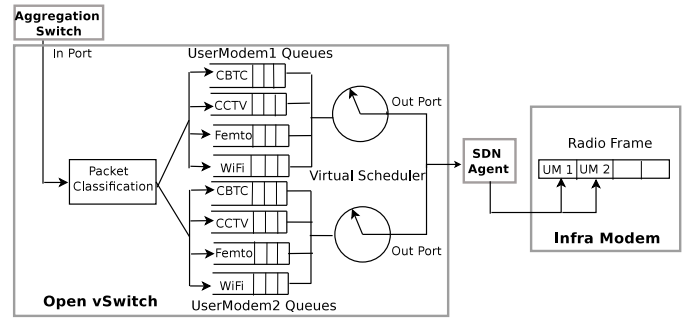 Aggregation
Switch
In Port
UserModem1 Queues
CBTC
CCTV
Femto
WiFi
Packet
Classification
Out Port
Virtual Scheduler
CBTC
CCTV
Femto
WiFi
Out Port
UserModem2 Queues
Open vSwitch
SDN
Agent
Radio Frame
UM 1 UM 2
Infra Modem